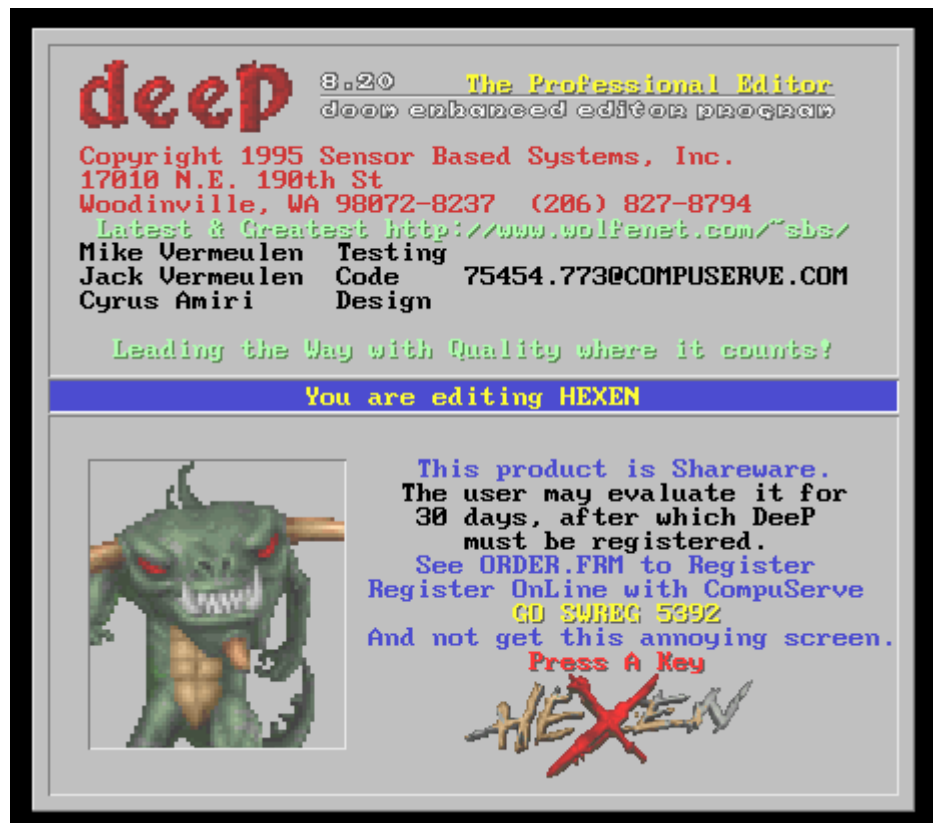 deeP 8.20 The Professional Editor
doom enhanced editor program
Copyright 1995 Sensor Based Systems, Inc.
17010 N.E. 190th St
Woodinville, WA 98072-8237 (206) 827-8794
Latest & Greatest http://www.wolfenet.com/~sbs/
Mike Vermeulen Testing
Jack Vermeulen Code 75454.773@COMPUSERVE.COM
Cyrus Amiri Design
Leading the Way with Quality where it counts!
You are editing HEXEN
This product is Shareware.
The user may evaluate it for
30 days, after which DeeP
must be registered.
See ORDER.FRM to Register
Register OnLine with CompuServe
GO SWREG 5392
And not get this annoying screen.
Press A Key
HEXEN